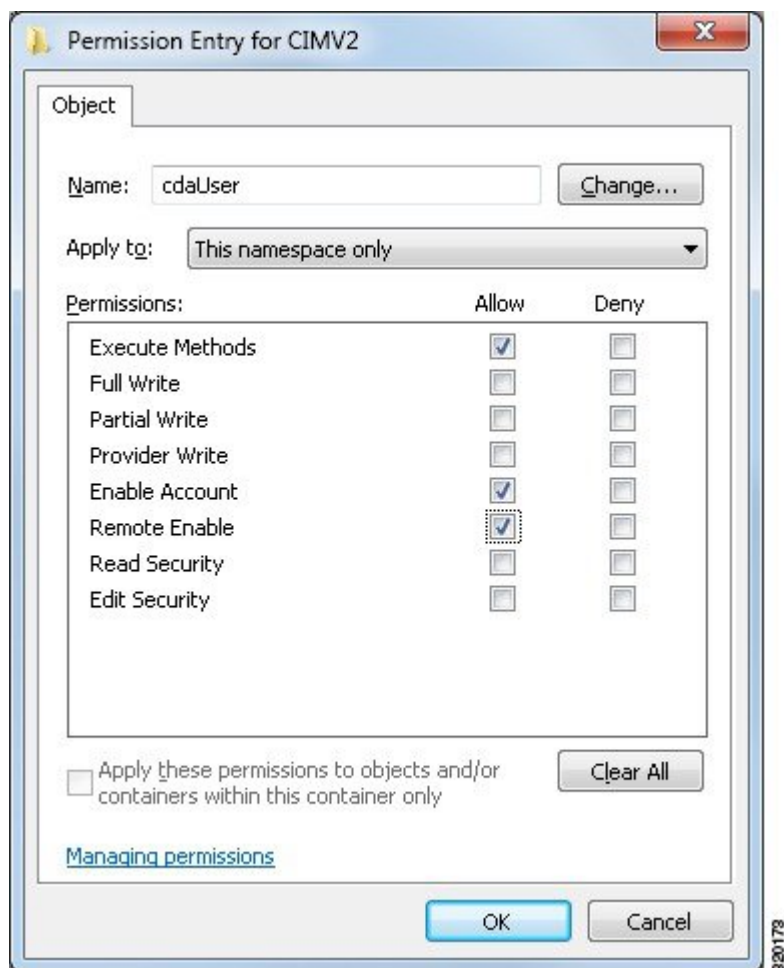 Permission Entry for CIMV2
Object
Name: cdaUser Change...
Apply to: This namespace only
Permissions: Allow Deny
Execute Methods
Full Write
Partial Write
Provider Write
Enable Account
Remote Enable
Read Security
Edit Security
Apply these permissions to objects and/or
containers within this container only
Clear All
Managing permissions
OK Cancel